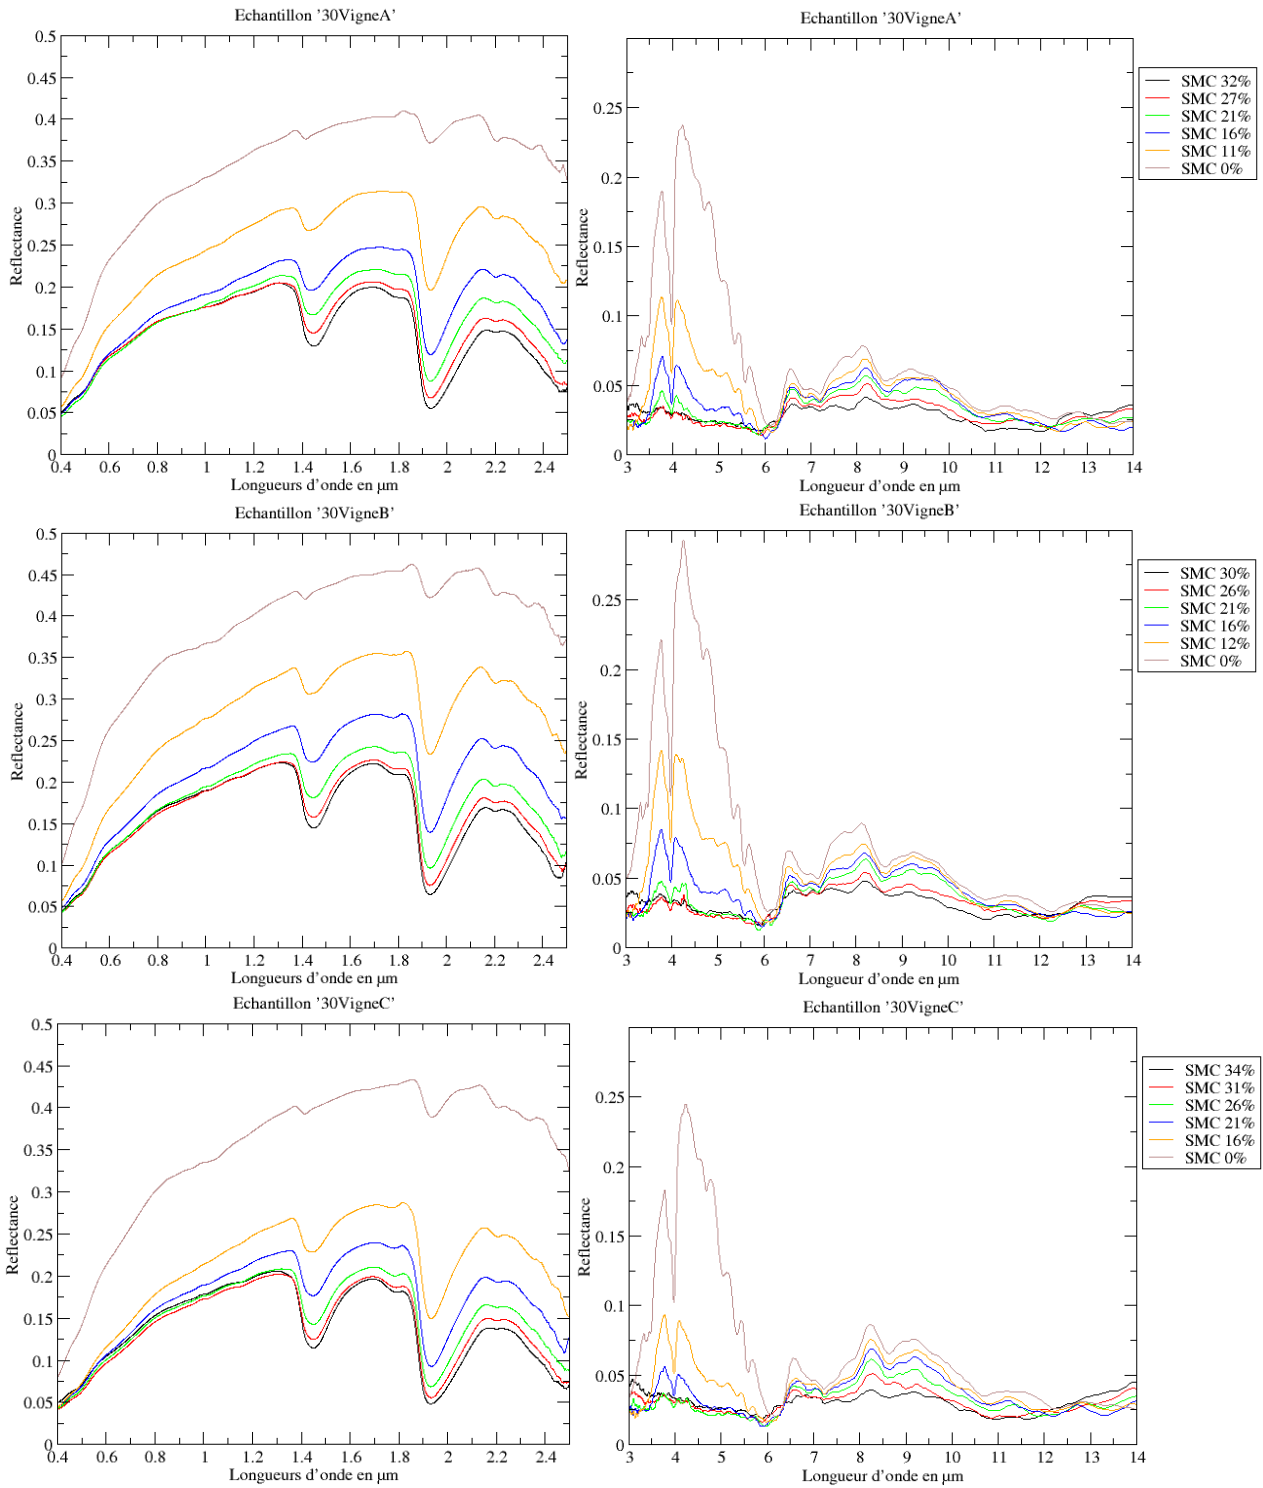 Echantillon '30VigneA'
0.5
0.45
0.4
0.35
0.3
0.25
0.2
0.15
0.1
0.05
0
Reflectance
0.4 0.6 0.8 1 1.2 1.4 1.6 1.8 2 2.2 2.4
Longueurs d'onde en µm
Echantillon '30VigneA'
0.25
0.2
0.15
0.1
0.05
0
Reflectance
3 4 5 6 7 8 9 10 11 12 13 14
Longueur d'onde en µm
SMC 32%
SMC 27%
SMC 21%
SMC 16%
SMC 11%
SMC 0%
Echantillon '30VigneB'
0.5
0.45
0.4
0.35
0.3
0.25
0.2
0.15
0.1
0.05
0
Reflectance
0.4 0.6 0.8 1 1.2 1.4 1.6 1.8 2 2.2 2.4
Longueurs d'onde en µm
Echantillon '30VigneB'
0.25
0.2
0.15
0.1
0.05
0
Reflectance
3 4 5 6 7 8 9 10 11 12 13 14
Longueur d'onde en µm
SMC 30%
SMC 26%
SMC 21%
SMC 16%
SMC 12%
SMC 0%
Echantillon '30VigneC'
0.5
0.45
0.4
0.35
0.3
0.25
0.2
0.15
0.1
0.05
0
Reflectance
0.4 0.6 0.8 1 1.2 1.4 1.6 1.8 2 2.2 2.4
Longueurs d'onde en µm
Echantillon '30VigneC'
0.25
0.2
0.15
0.1
0.05
0
Reflectance
3 4 5 6 7 8 9 10 11 12 13 14
Longueur d'onde en µm
SMC 34%
SMC 31%
SMC 26%
SMC 21%
SMC 16%
SMC 0%